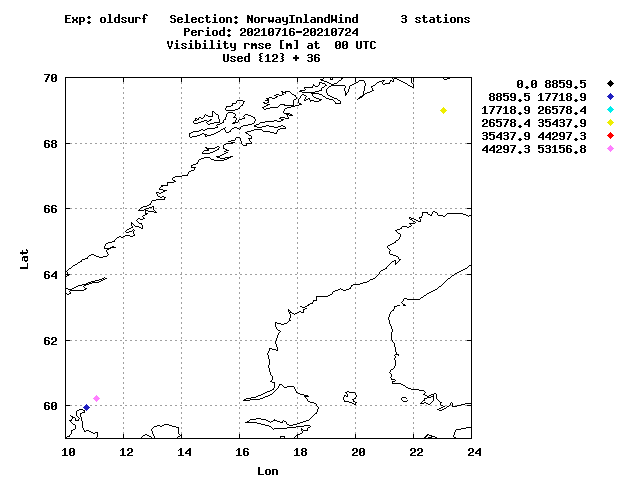 Exp: oldsurf   Selection: NorwayInlandWind      3 stations
Period: 20210716-20210724
Visibility rmse [m] at  00 UTC
Used {12} + 36
70
68
66
64
62
60
Lat
10 12 14 16 18 20 22 24
Lon
0.0 8859.5
8859.5 17718.9
17718.9 26578.4
26578.4 35437.9
35437.9 44297.3
44297.3 53156.8